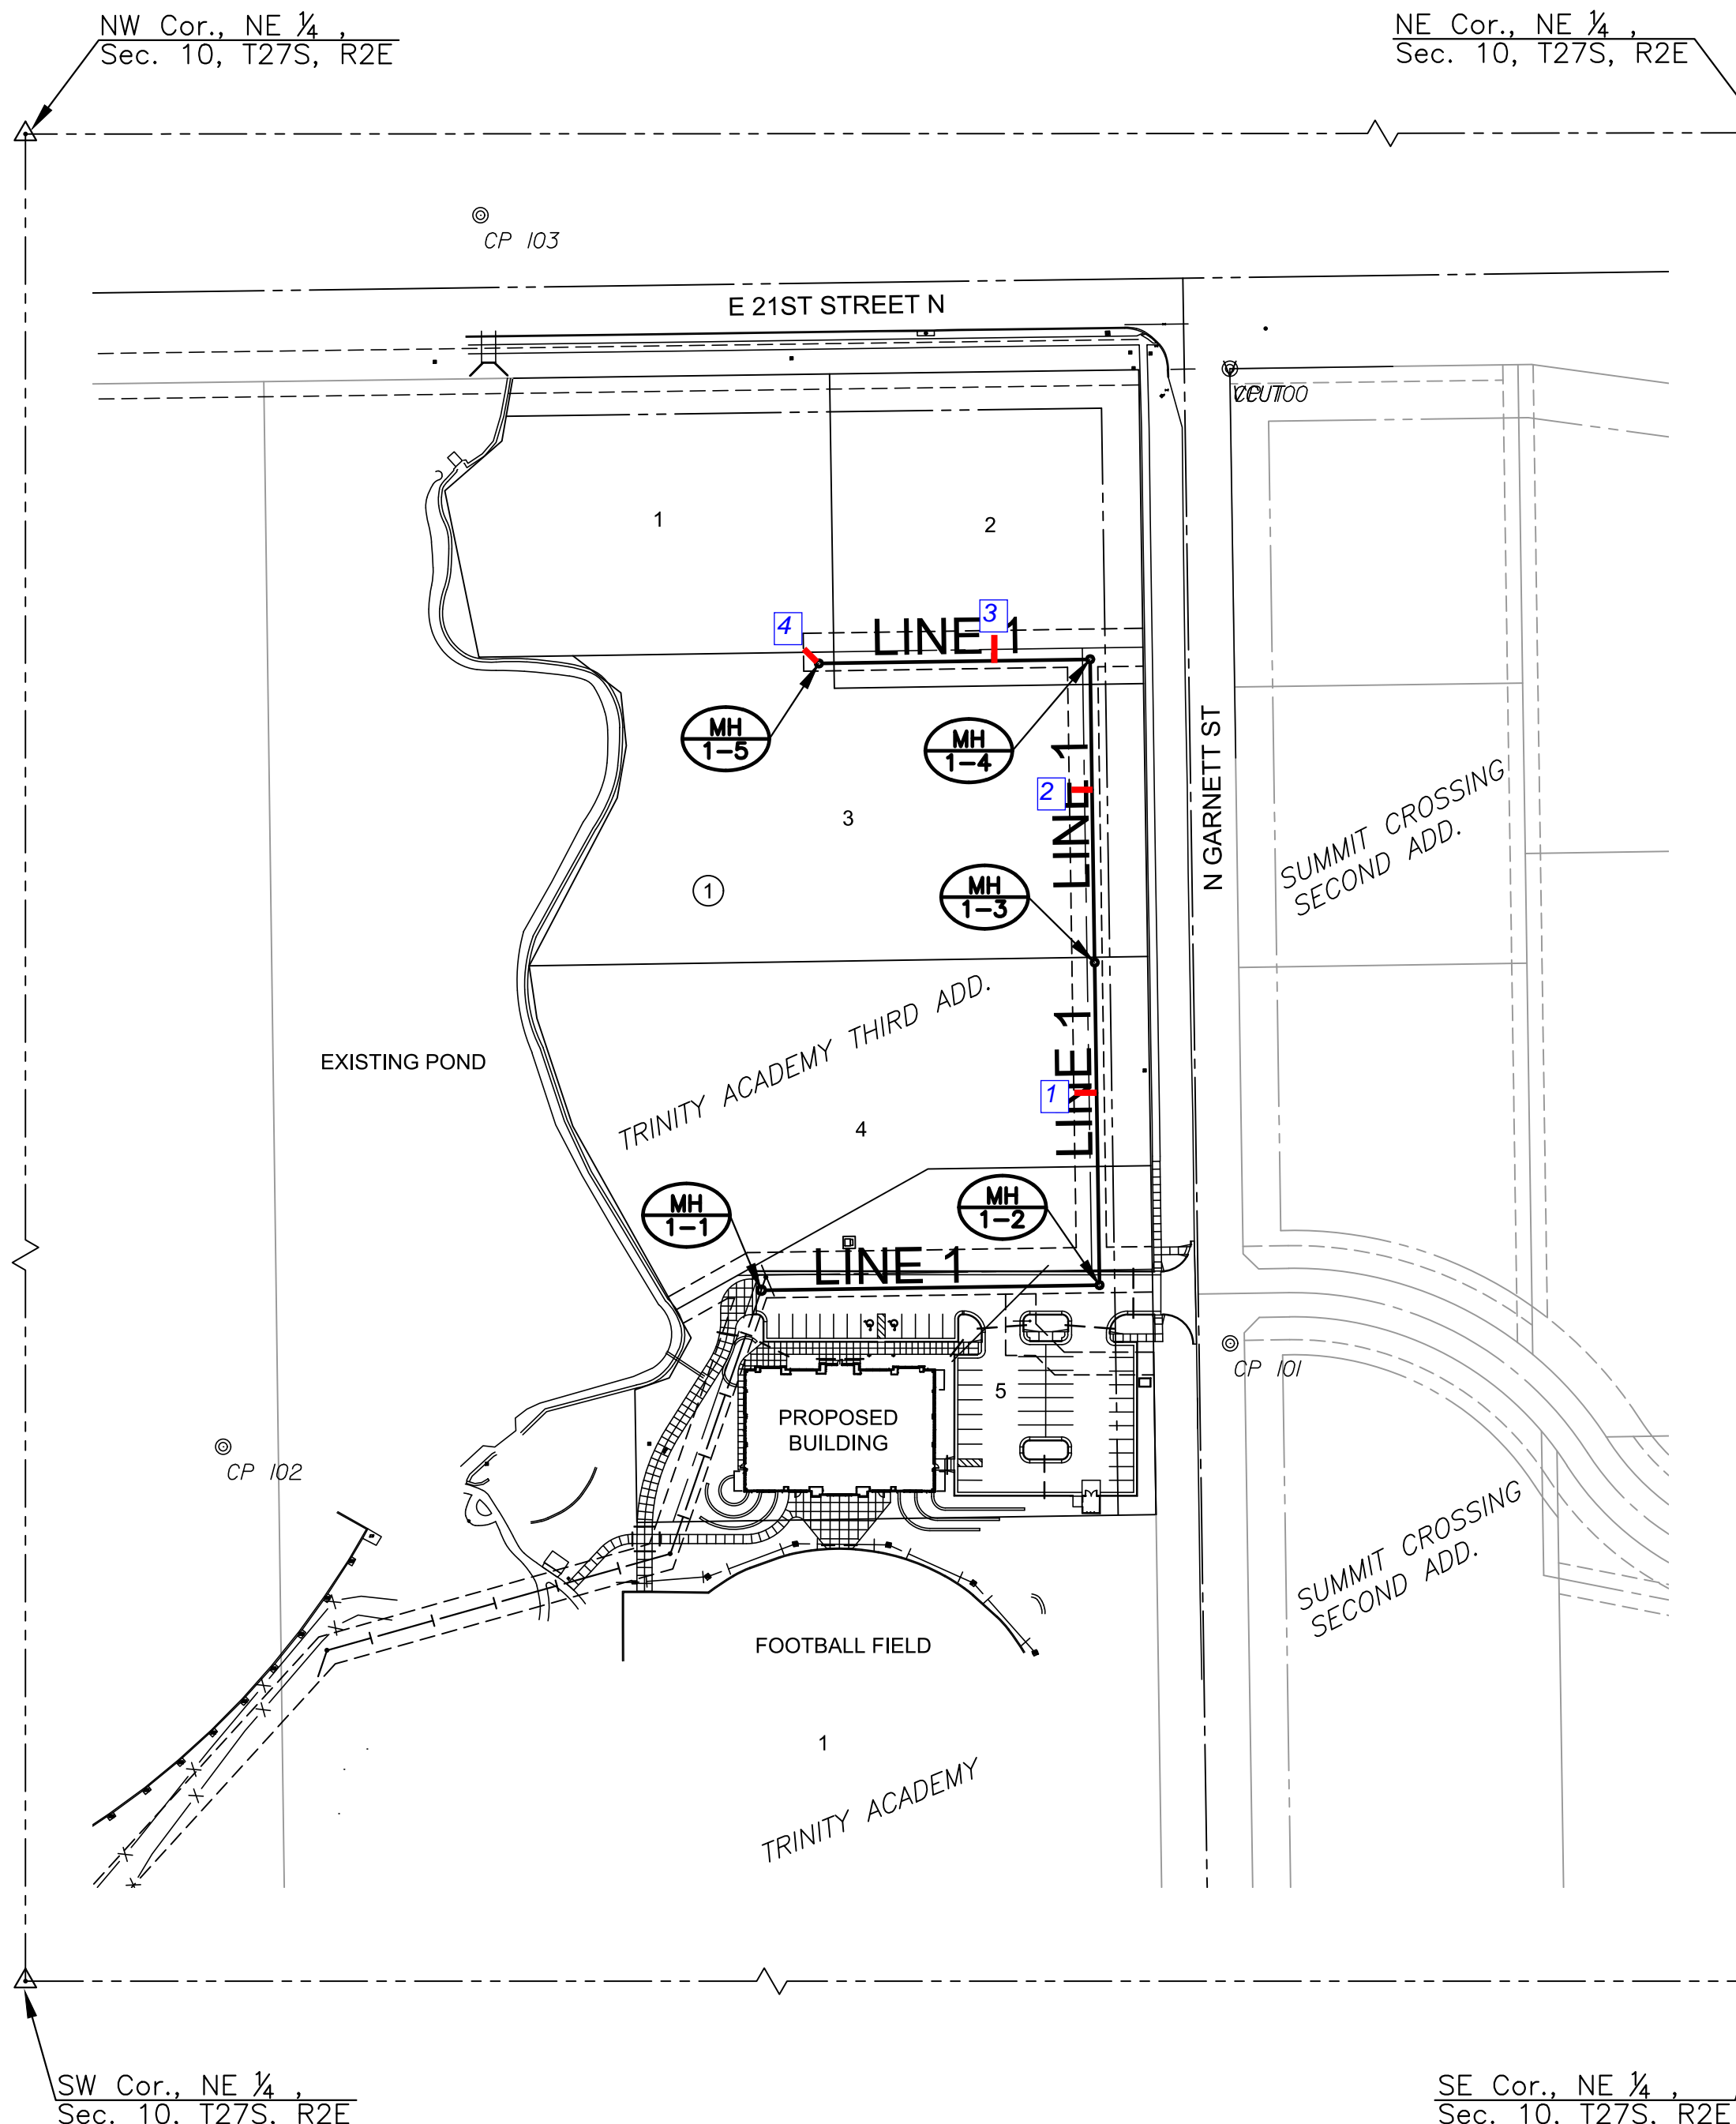 NW Cor., NE ¼ ,
Sec. 10, T27S, R2E
NE Cor., NE ¼ ,
Sec. 10, T27S, R2E
CP 103
E 21ST STREET N
1
2
3
4
LINE 1
MH
1-5
MH
1-4
LINE 1
2
N GARNETT ST
SUMMIT CROSSING
SECOND ADD.
3
1
MH
1-3
TRINITY ACADEMY THIRD ADD.
EXISTING POND
LINE 1
1
4
MH
1-1
MH
1-2
LINE 1
CP 101
5
PROPOSED
BUILDING
CP 102
SUMMIT CROSSING
SECOND ADD.
FOOTBALL FIELD
1
TRINITY ACADEMY
SW Cor., NE ¼ ,
Sec. 10, T27S, R2E
SE Cor., NE ¼ ,
Sec. 10, T27S, R2E